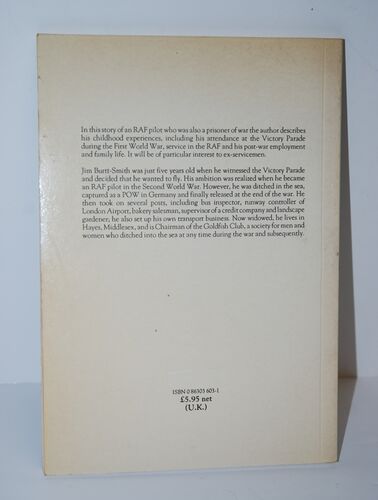 In this story of an RAF pilot who was also a prisoner of war the author describes
his childhood experiences, including his attendance at the Victory Parade
during the First World War, service in the RAF and his post-war employment
and family life. It will be of particular interest to ex-servicemen.
Jim Burtt-Smith was just five years old when he witnessed the Victory Parade
and decided that he wanted to fly. His ambition was realized when he became
an RAF pilot in the Second World War. However, he was ditched in the sea,
captured as a POW in Germany and finally released at the end of the war. He
then took on several posts, including bus inspector, runway controller of
London Airport, bakery salesman, supervisor of a credit company and landscape
gardener; he also set up his own transport business. Now widowed, he lives in
Hayes, Middlesex, and is Chairman of the Goldfish Club, a society for men and
women who ditched into the sea at any time during the war and subsequently.
ISBN 0 86303 603-1
£5.95 net
(U.K.)